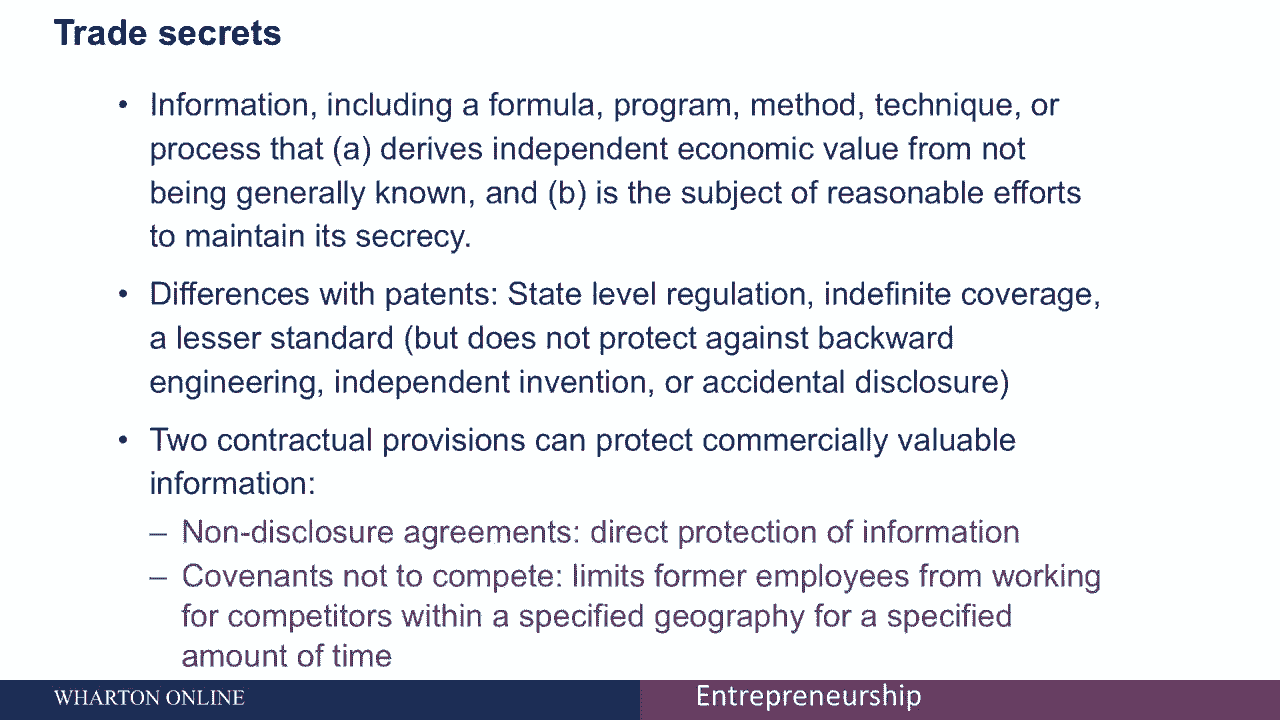 Trade secrets
• Information, including a formula, program, method, technique, or
process that (a) derives independent economic value from not
being generally known, and (b) is the subject of reasonable efforts
to maintain its secrecy.
• Differences with patents: State level regulation, indefinite coverage,
a lesser standard (but does not protect against backward
engineering, independent invention, or accidental disclosure)
• Two contractual provisions can protect commercially valuable
information:
– Non-disclosure agreements: direct protection of information
– Covenants not to compete: limits former employees from working
for competitors within a specified geography for a specified
amount of time
WHARTON ONLINE
Entrepreneurship